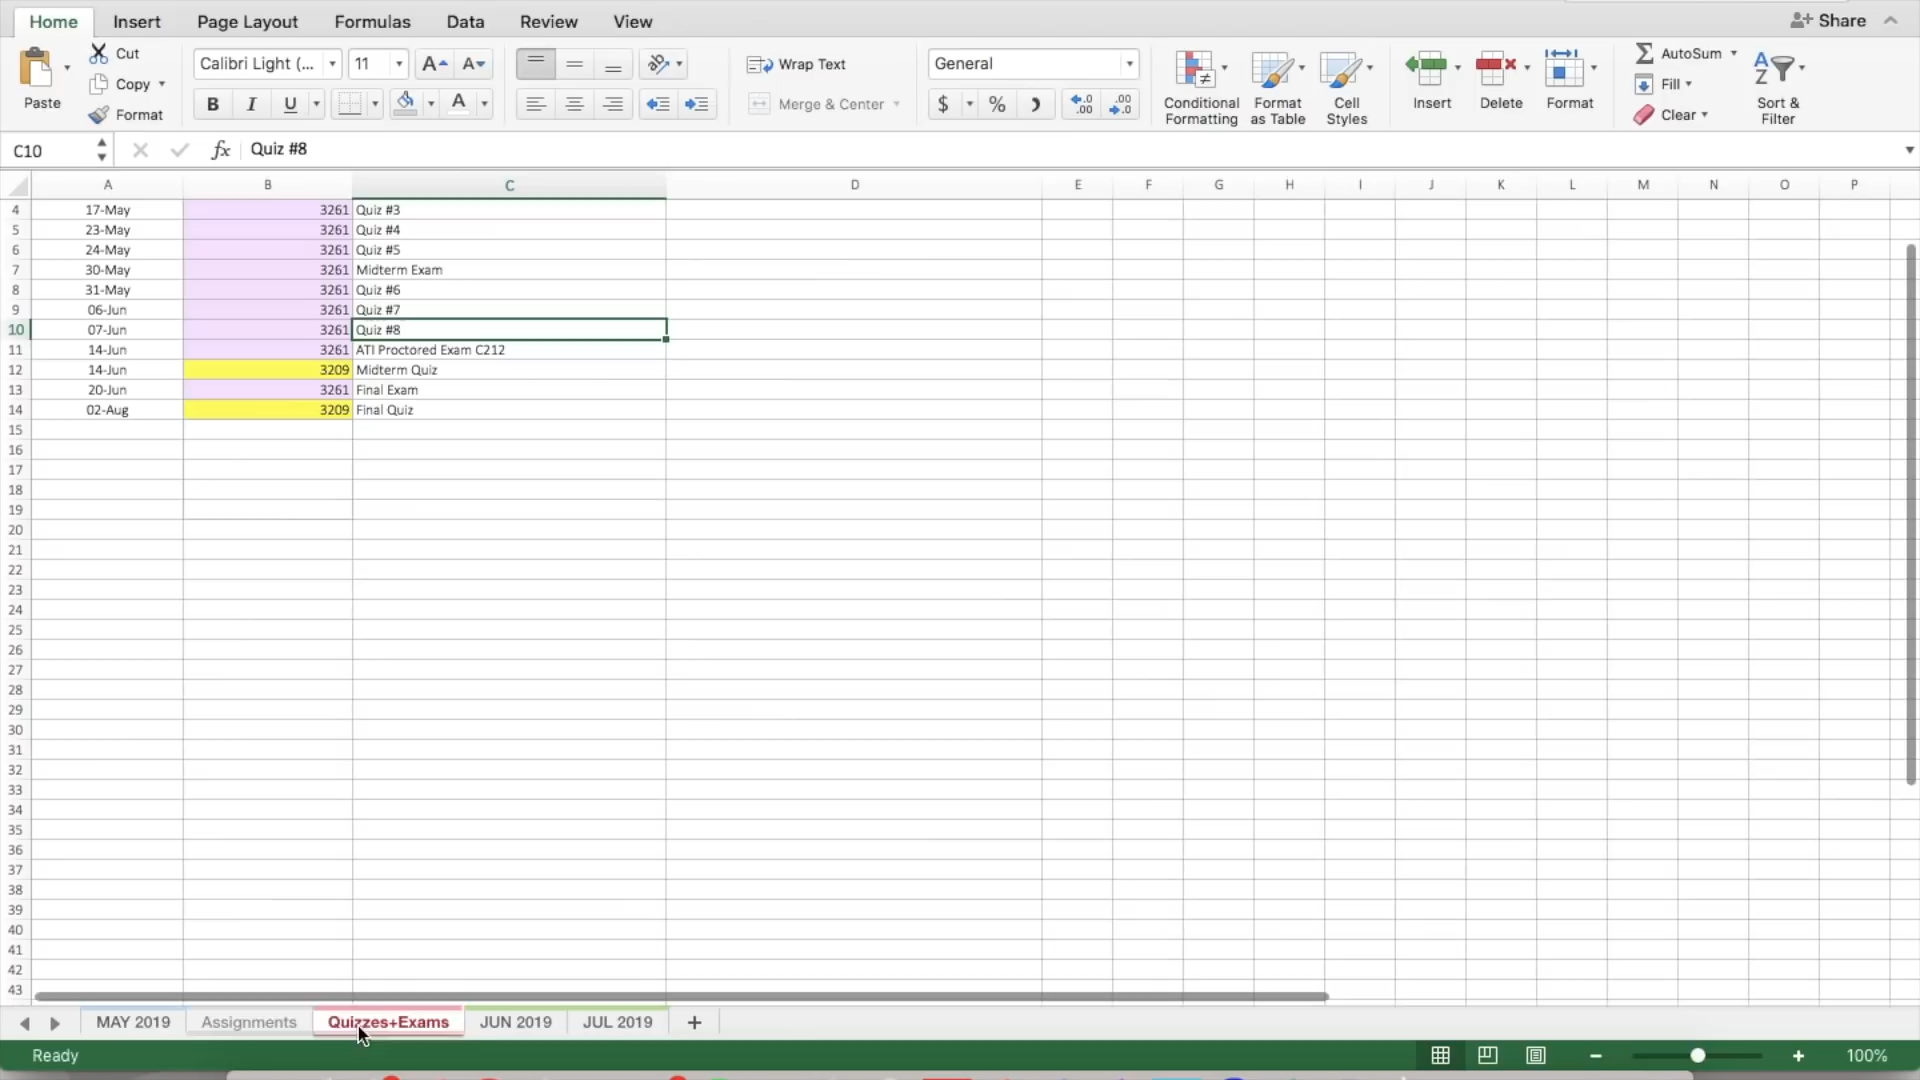 Home Insert Page Layout Formulas Data Review View Share
Paste Cut Copy Format
Calibri Light (... 11 A A
B I U A
Wrap Text
Merge & Center
General
$ % .0 .00 .00 .0
Conditional Formatting
Format as Table
Cell Styles
Insert Delete Format
AutoSum
Fill
Clear
Sort & Filter
C10 fx Quiz #8
A B C D E F G H I J K L M N O P
4 17-May 3261 Quiz #3
5 23-May 3261 Quiz #4
6 24-May 3261 Quiz #5
7 30-May 3261 Midterm Exam
8 31-May 3261 Quiz #6
9 06-Jun 3261 Quiz #7
10 07-Jun 3261 Quiz #8
11 14-Jun 3261 ATI Proctored Exam C212
12 14-Jun 3209 Midterm Quiz
13 20-Jun 3261 Final Exam
14 02-Aug 3209 Final Quiz
15
16
17
18
19
20
21
22
23
24
25
26
27
28
29
30
31
32
33
34
35
36
37
38
39
40
41
42
43
MAY 2019 Assignments Quizzes+Exams JUN 2019 JUL 2019 +
Ready 100%